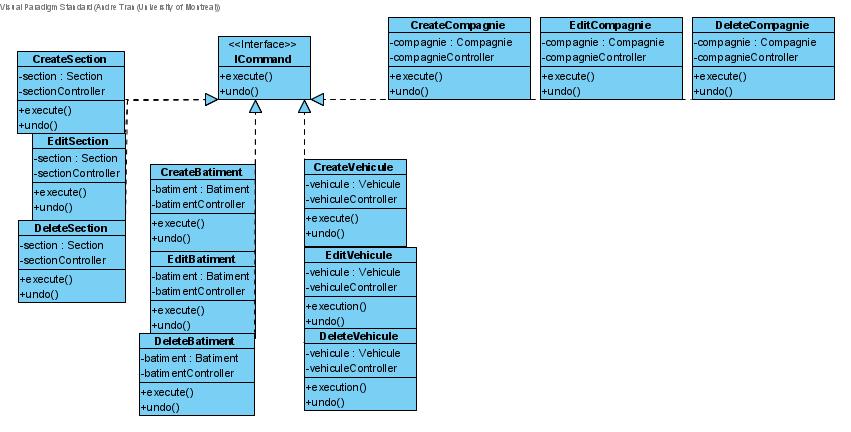 Visual Paradigm Standard (Andre Tran (University of Montreal))
CreateSection
-section : Section
-sectionController
+execute()
+undo()
EditSection
-section : Section
-sectionController
+execute()
+undo()
DeleteSection
-section : Section
-sectionController
+execute()
+undo()
<<Interface>>
ICommand
+execute()
+undo()
CreateBatiment
-batiment : Batiment
-batimentController
+execute()
+undo()
EditBatiment
-batiment : Batiment
-batimentController
+execute()
+undo()
DeleteBatiment
-batiment : Batiment
-batimentController
+execute()
+undo()
CreateVehicule
-vehicule : Vehicule
-vehiculeController
+execute()
+undo()
EditVehicule
-vehicule : Vehicule
-vehiculeController
+execution()
+undo()
DeleteVehicule
-vehicule : Vehicule
-vehiculeController
+execution()
+undo()
CreateCompagnie
-compagnie : Compagnie
-compagnieController
+execute()
+undo()
EditCompagnie
-compagnie : Compagnie
-compagnieController
+execute()
+undo()
DeleteCompagnie
-compagnie : Compagnie
-compagnieController
+execute()
+undo()